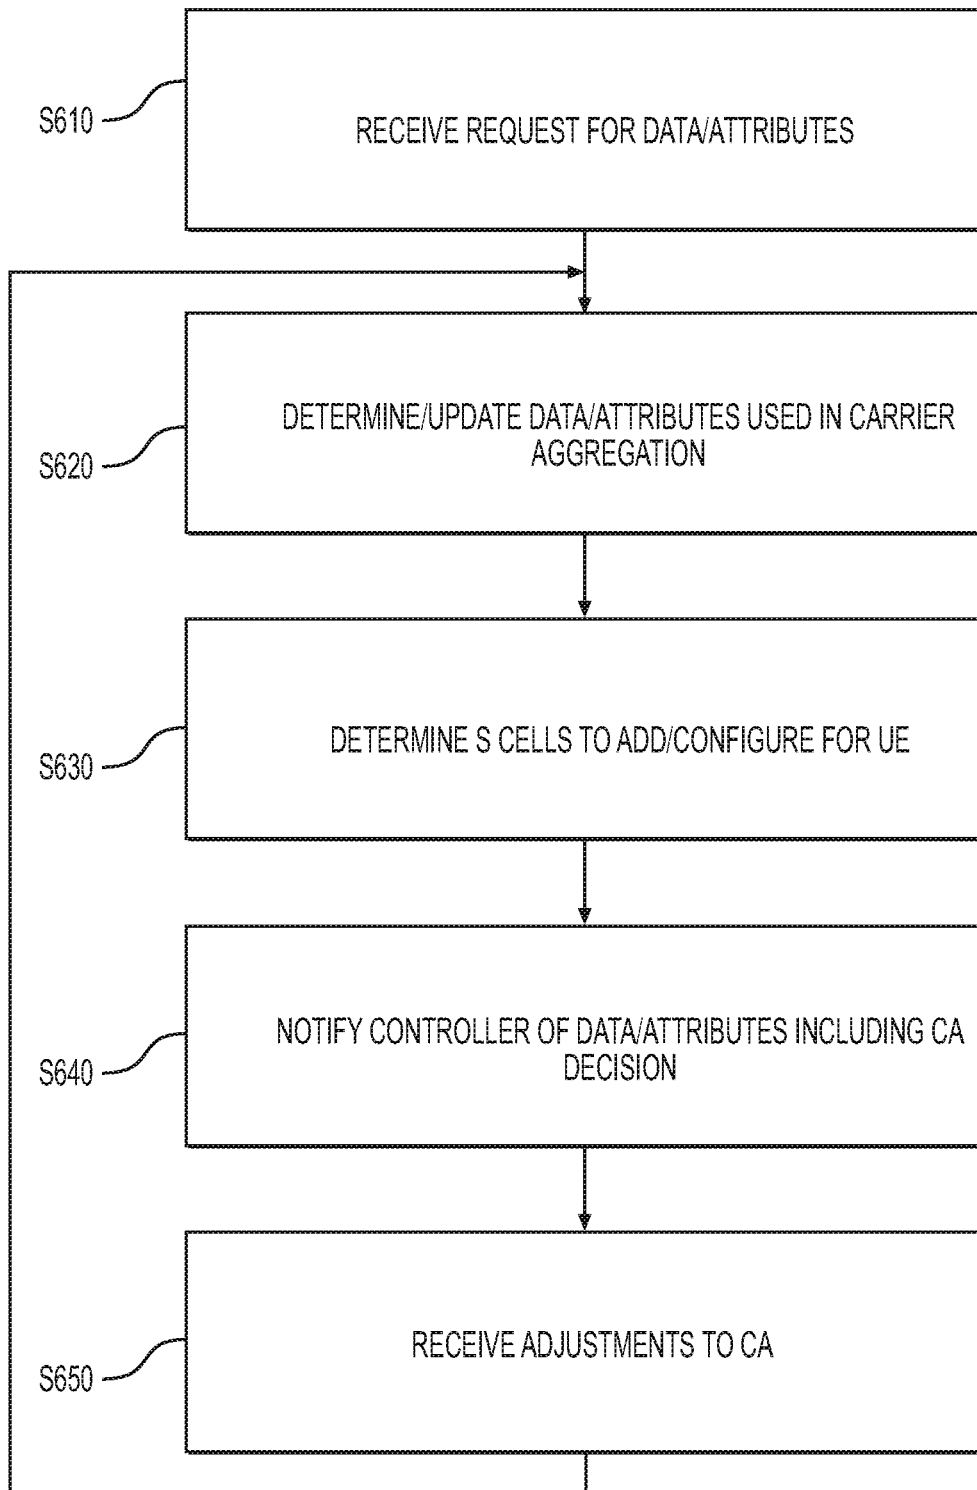 S610
RECEIVE REQUEST FOR DATA/ATTRIBUTES
S620
DETERMINE/UPDATE DATA/ATTRIBUTES USED IN CARRIER
AGGREGATION
S630
DETERMINE S CELLS TO ADD/CONFIGURE FOR UE
S640
NOTIFY CONTROLLER OF DATA/ATTRIBUTES INCLUDING CA
DECISION
S650
RECEIVE ADJUSTMENTS TO CA